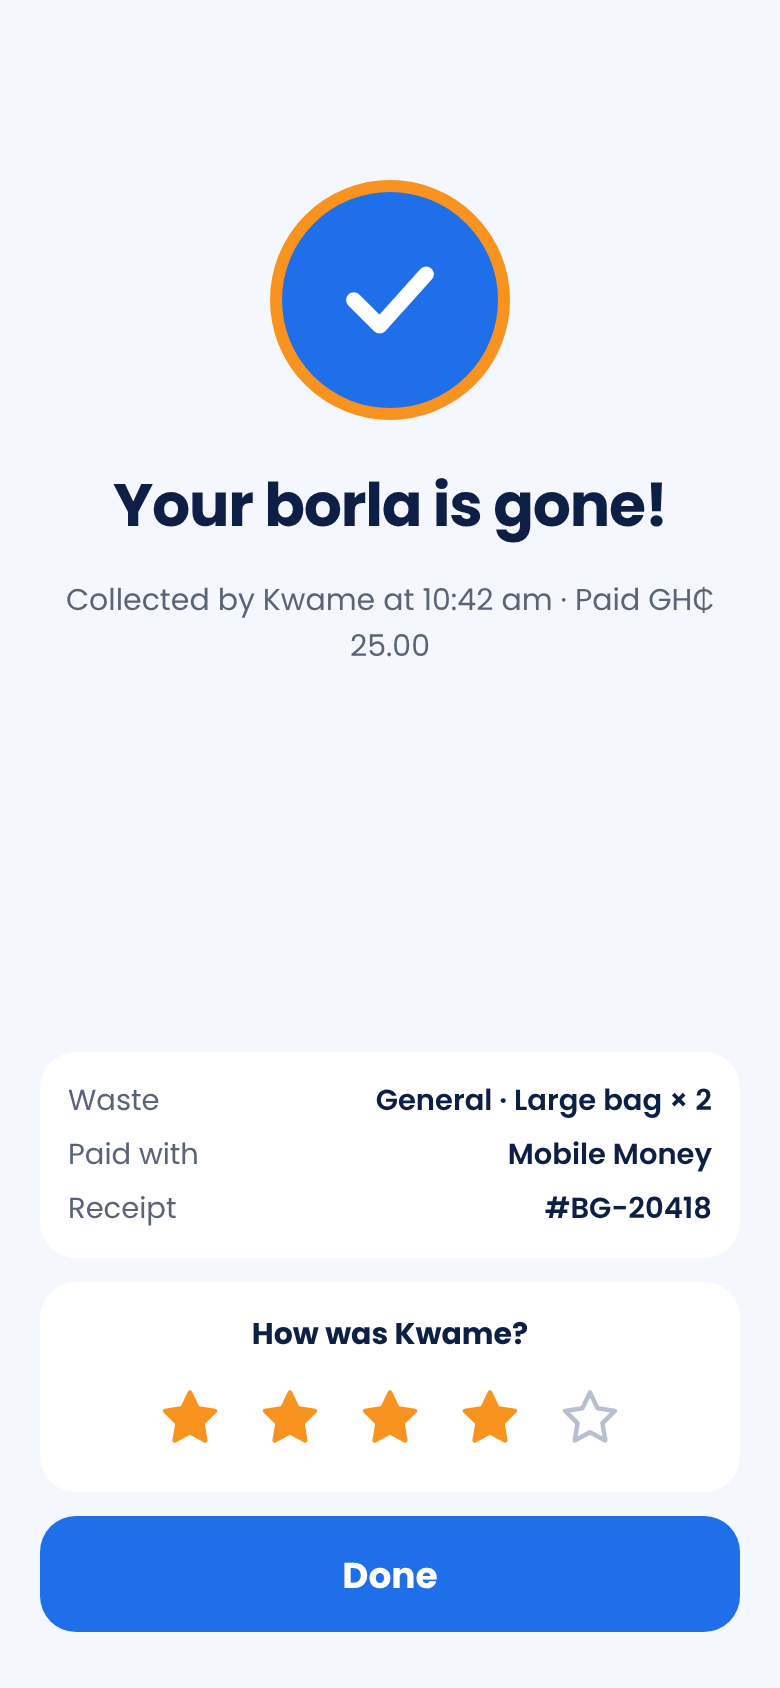 Your borla is gone!
Collected by Kwame at 10:42 am · Paid GH₵
25.00
Waste General · Large bag × 2
Paid with Mobile Money
Receipt #BG-20418
How was Kwame?
Done